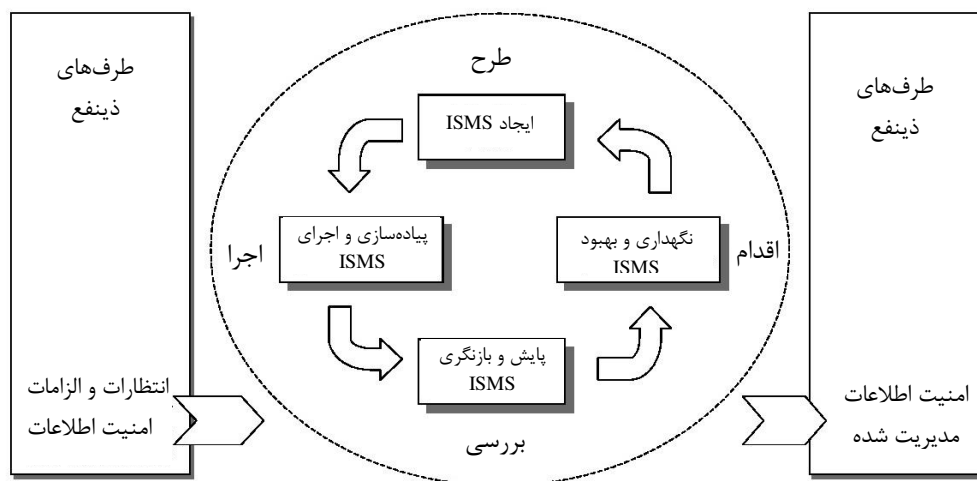 طرف‌های
ذینفع
طرح
ایجاد ISMS
طرف‌های
ذینفع
نگهداری و بهبود
ISMS
اقدام
پیاده‌سازی و اجرای
ISMS
اجرا
پایش و بازنگری
ISMS
بررسی
امنیت اطلاعات
مدیریت شده
انتظارات و الزامات
امنیت اطلاعات